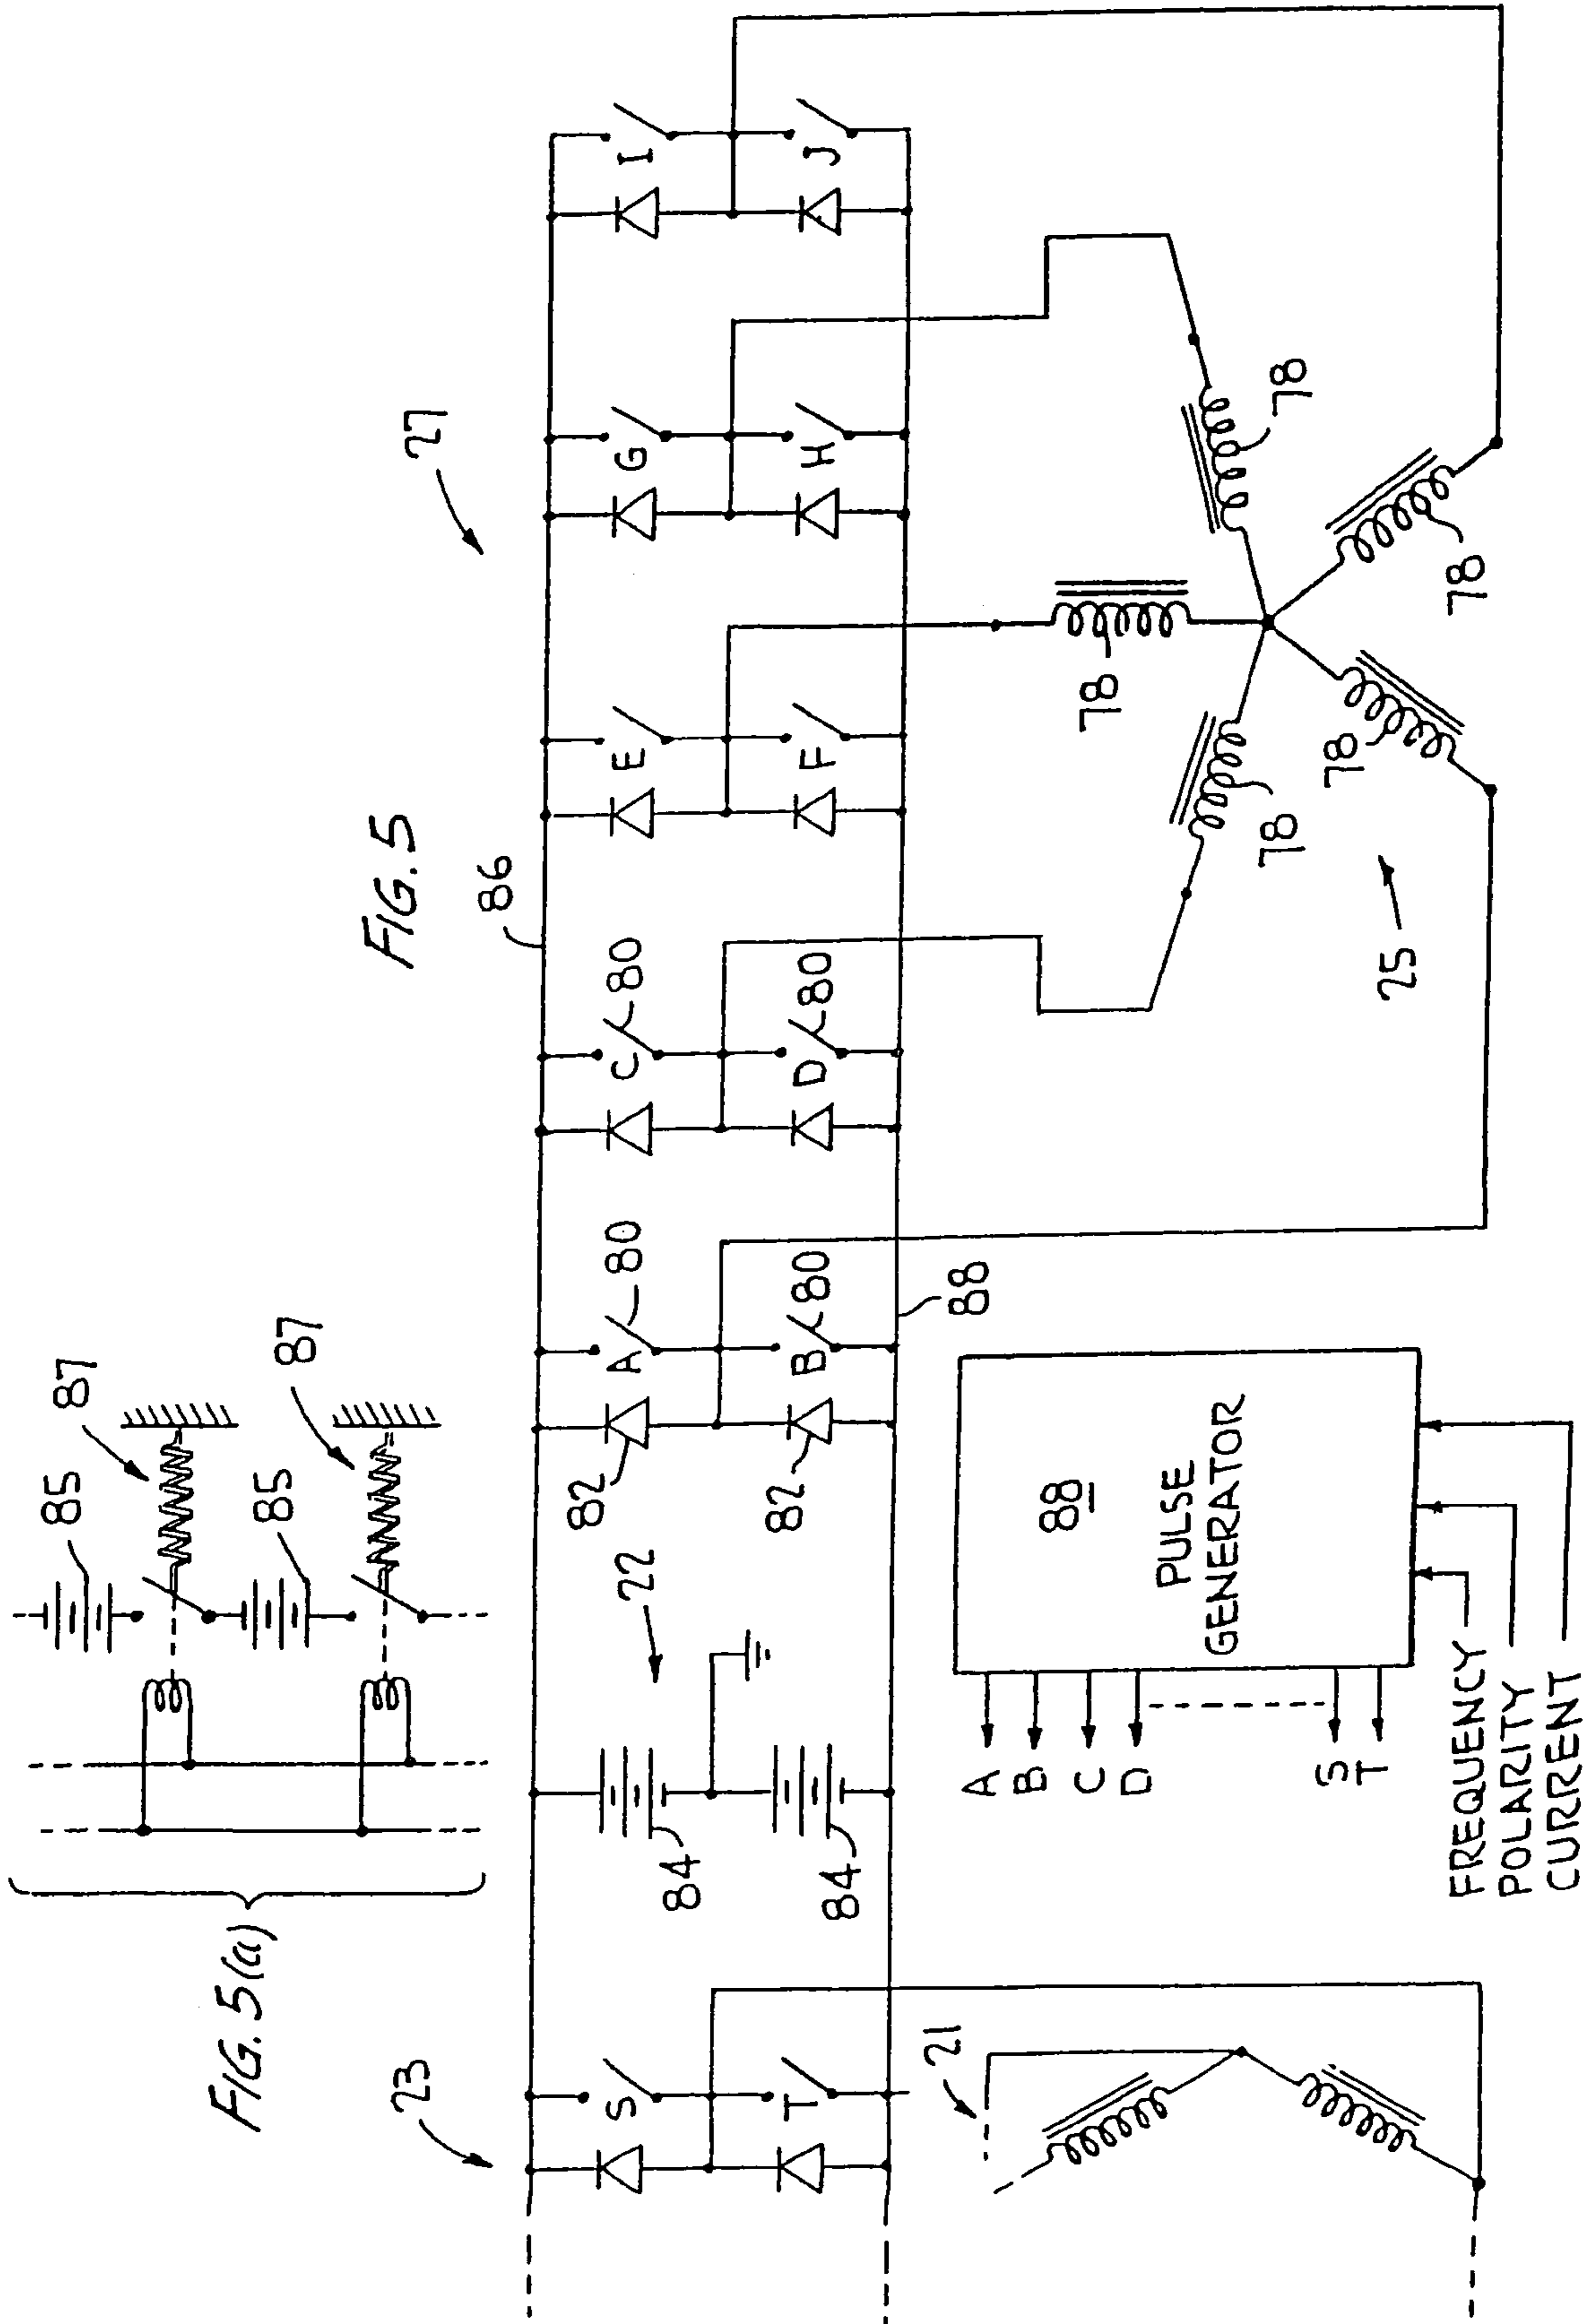 FIG. 5(a)
87
87
85
85
FIG. 5
27
86
23
22
84
84
82
82
A
80
B
80
C
80
D
80
E
F
G
H
I
J
S
T
88
21
88
PULSE
GENERATOR
A
B
C
D
S
T
FREQUENCY
POLARITY
CURRENT
25
78
78
78
78
78